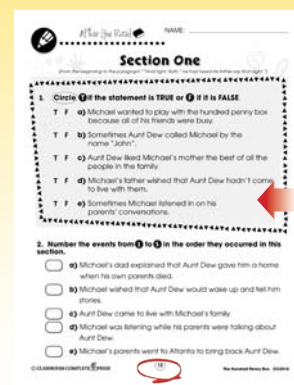 After You Read
NAME:
Section One
1. Circle T if the statement is TRUE or F if it is FALSE.
T F a) Michael wanted to play with the hundred penny box
because all of his friends were busy.
T F b) Sometimes Aunt Dew called Michael by the
name "John".
T F c) Aunt Dew liked Michael's mother the best of all the
people in the family.
T F d) Michael's father wished that Aunt Dew hadn't come
to live with them.
T F e) Sometimes Michael listened in on his
parents' conversations.
2. Number the events from 1 to 5 in the order they occurred in this
section.
a) Michael's dad explained that Aunt Dew gave him a home
when his own parents died.
b) Michael wished that Aunt Dew would wake up and tell him
stories.
c) Aunt Dew came to live with Michael's family.
d) Michael was listening while his parents were talking about
Aunt Dew.
e) Michael's parents went to Atlanta to bring back Aunt Dew.
© CLASSROOM COMPLETE PRESS
The Hundred Penny Box